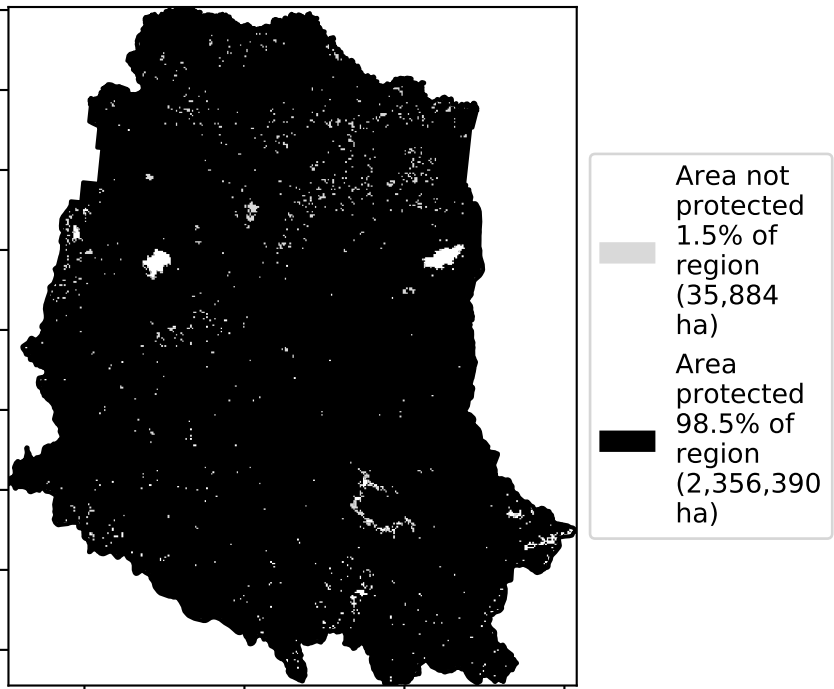 Area not
protected
1.5% of
region
(35,884
ha)
Area
protected
98.5% of
region
(2,356,390
ha)